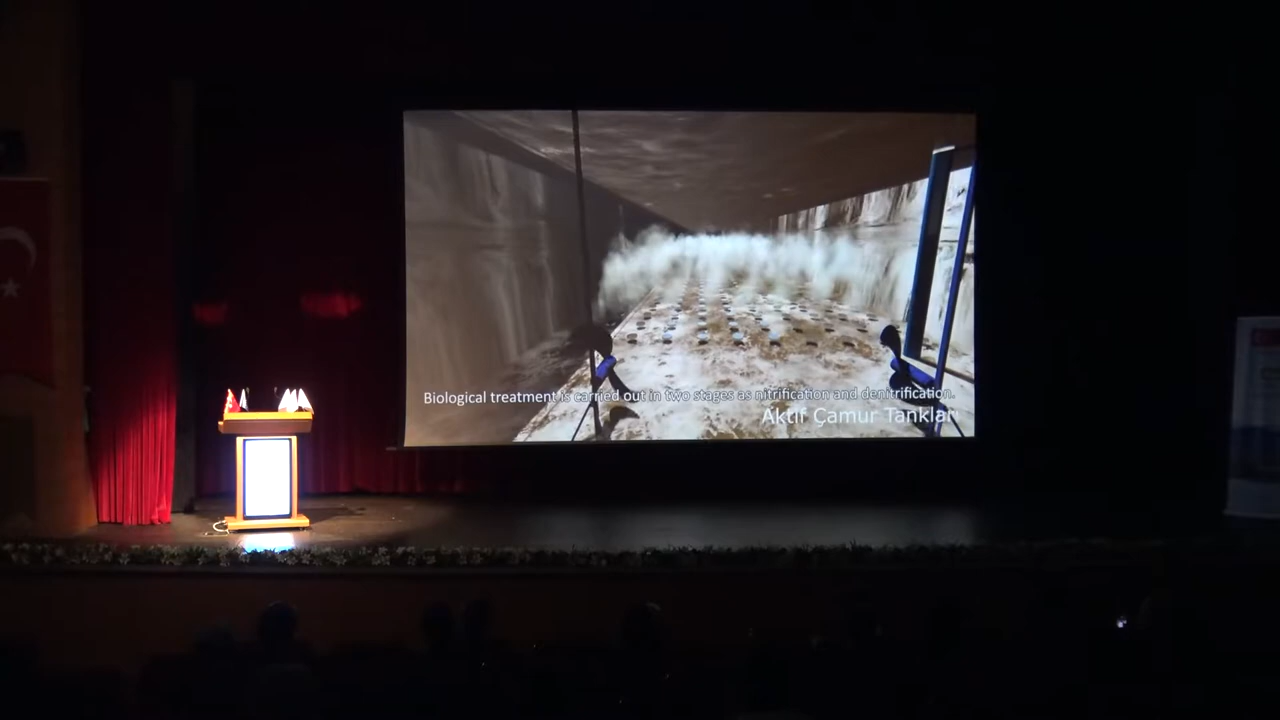 Biological treatment is carried out in two stages as nitrification and denitrification.
Aktif Çamur Tankları